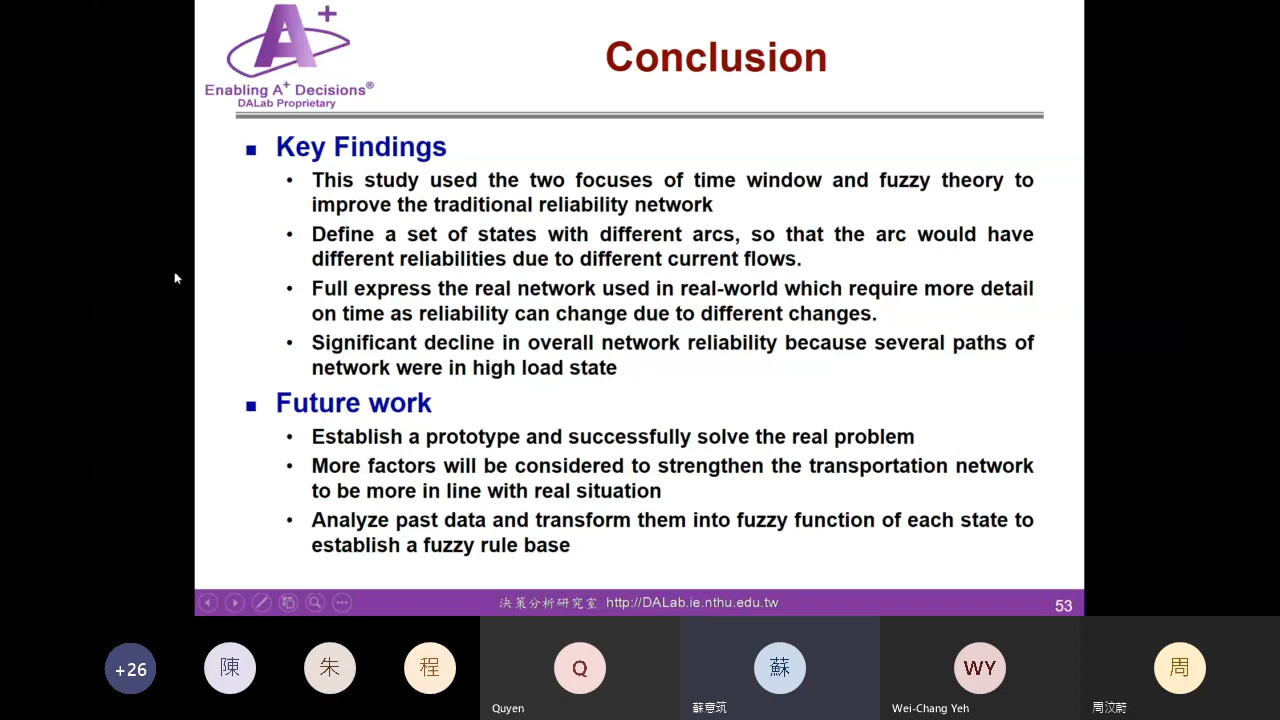 A+
Enabling A+ Decisions®
DALab Proprietary
Conclusion
Key Findings
• This study used the two focuses of time window and fuzzy theory to
improve the traditional reliability network
• Define a set of states with different arcs, so that the arc would have
different reliabilities due to different current flows.
• Full express the real network used in real-world which require more detail
on time as reliability can change due to different changes.
• Significant decline in overall network reliability because several paths of
network were in high load state
Future work
• Establish a prototype and successfully solve the real problem
• More factors will be considered to strengthen the transportation network
to be more in line with real situation
• Analyze past data and transform them into fuzzy function of each state to
establish a fuzzy rule base
決策分析研究室 http://DALab.ie.nthu.edu.tw
53
+26
陳
朱
程
Q
蘇
WY
周
Quyen
蘇意筑
Wei-Chang Yeh
周汶蔚